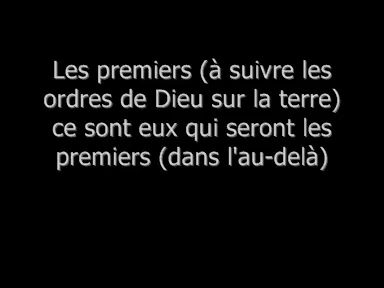 Les premiers (à suivre les
ordres de Dieu sur la terre)
ce sont eux qui seront les
premiers (dans l'au-delà)